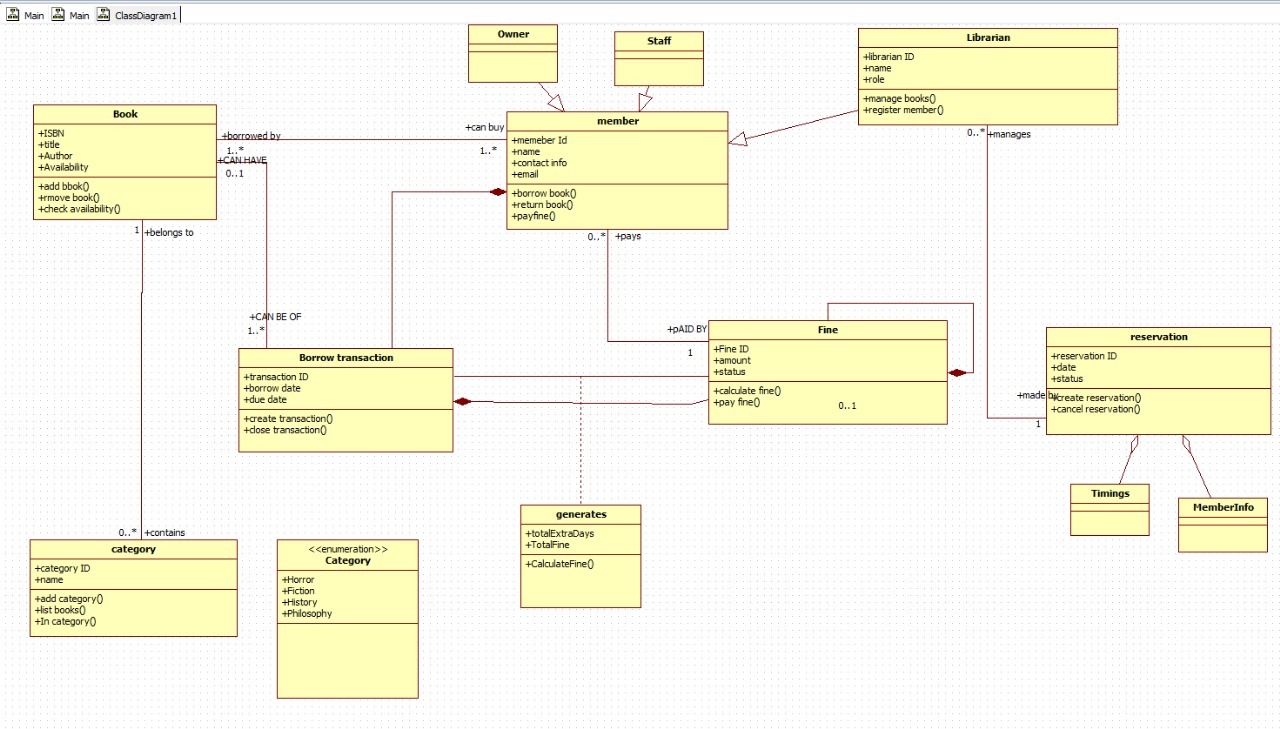 Main Main ClassDiagram1
Owner
Staff
Librarian
+librarian ID
+name
+role
+manage books()
+register member()
Book
+ISBN
+title
+Author
+Availability
+add bbok()
+rmove book()
+check availability()
+borrowed by
1..*
+CAN HAVE
0..1
+can buy
1..*
member
+memeber Id
+name
+contact info
+email
+borrow book()
+return book()
+payfine()
0..* +manages
1 +belongs to
0..* +pays
+CAN BE OF
1..*
+pAID BY
1
Fine
+Fine ID
+amount
+status
+calculate fine()
+pay fine()
0..1
Borrow transaction
+transaction ID
+borrow date
+due date
+create transaction()
+close transaction()
reservation
+reservation ID
+date
+status
+create reservation()
+cancel reservation()
+made by
1
Timings
MemberInfo
generates
+totalExtraDays
+TotalFine
+CalculateFine()
0..* +contains
category
+category ID
+name
+add category()
+list books()
+In category()
<<enumeration>>
Category
+Horror
+Fiction
+History
+Philosophy